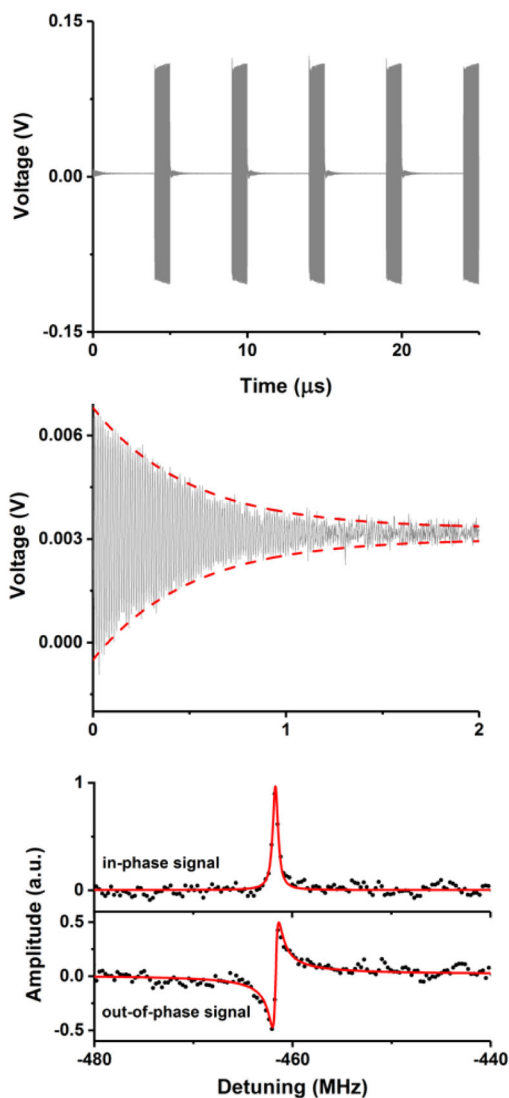 0.15
Voltage (V)
0.00
-0.15
0 10 20
Time (μs)
0.006
Voltage (V)
0.003
0.000
0 1 2
1
in-phase signal
0
Amplitude (a.u.)
0.5
0.0
out-of-phase signal
-0.5
-480 -460 -440
Detuning (MHz)